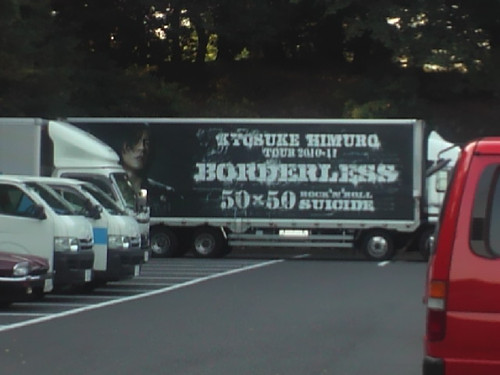 KYOSUKE HIMURO
TOUR 2010-11
BORDERLESS
50×50 ROCK'N'ROLL
SUICIDE